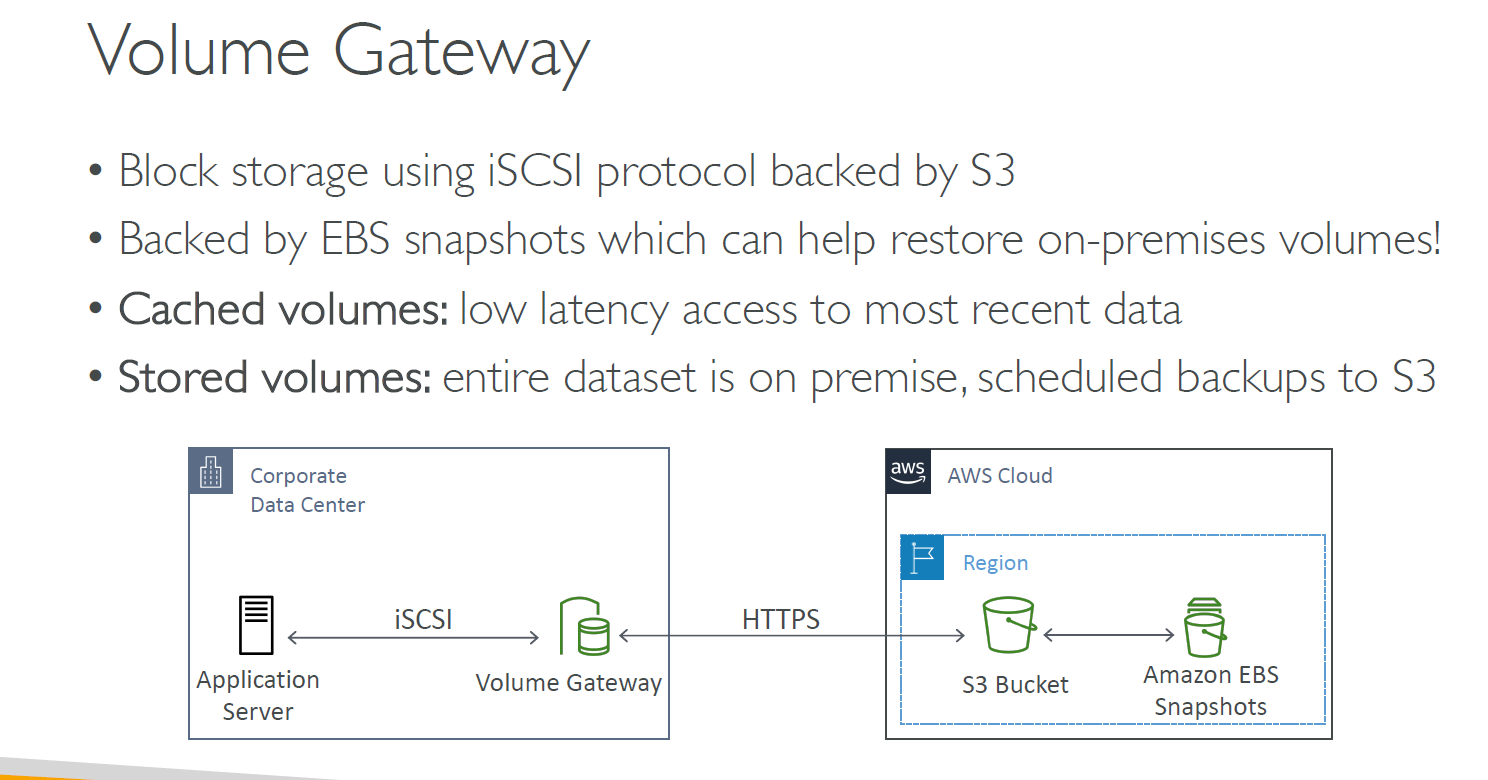 Volume Gateway
• Block storage using iSCSI protocol backed by S3
• Backed by EBS snapshots which can help restore on-premises volumes!
• Cached volumes: low latency access to most recent data
• Stored volumes: entire dataset is on premise, scheduled backups to S3
Corporate
Data Center
iSCSI
Application
Server
Volume Gateway
HTTPS
aws
AWS Cloud
Region
S3 Bucket
Amazon EBS
Snapshots